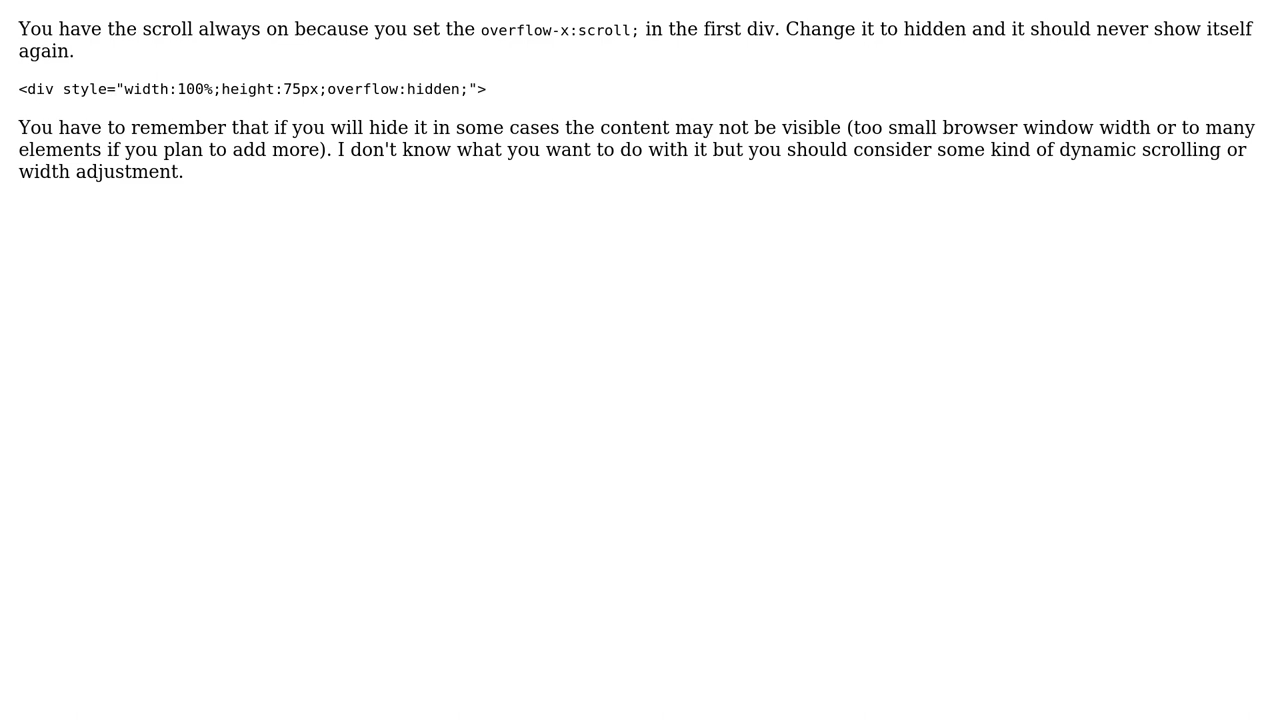 You have the scroll always on because you set the overflow-x:scroll; in the first div. Change it to hidden and it should never show itself
again.
<div style="width:100%;height:75px;overflow:hidden;">
You have to remember that if you will hide it in some cases the content may not be visible (too small browser window width or to many
elements if you plan to add more). I don't know what you want to do with it but you should consider some kind of dynamic scrolling or
width adjustment.